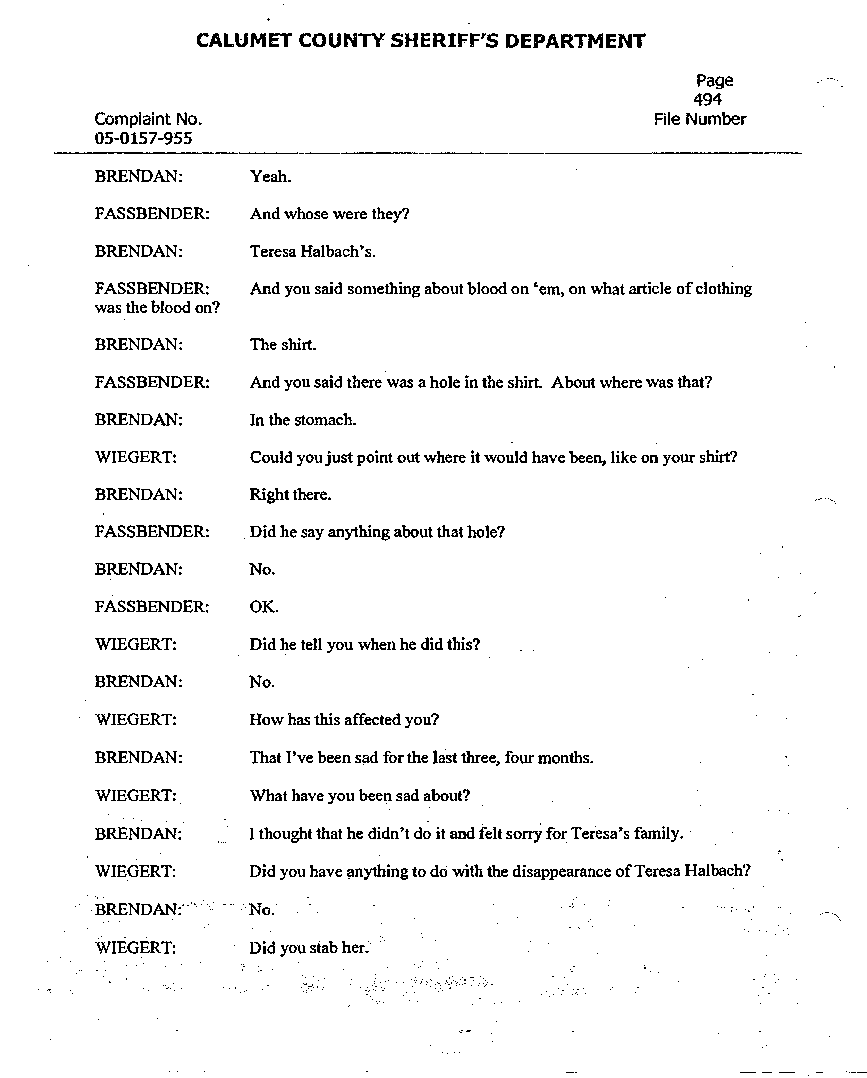 CALUMET COUNTY SHERIFF'S DEPARTMENT
Page
494
Complaint No. File Number
05-0157-955
BRENDAN: Yeah.
FASSBENDER: And whose were they?
BRENDAN: Teresa Halbach's.
FASSBENDER: And you said something about blood on 'em, on what article of clothing
was the blood on?
BRENDAN: The shirt.
FASSBENDER: And you said there was a hole in the shirt. About where was that?
BRENDAN: In the stomach.
WIEGERT: Could you just point out where it would have been, like on your shirt?
BRENDAN: Right there.
FASSBENDER: Did he say anything about that hole?
BRENDAN: No.
FASSBENDER: OK.
WIEGERT: Did he tell you when he did this?
BRENDAN: No.
WIEGERT: How has this affected you?
BRENDAN: That I've been sad for the last three, four months.
WIEGERT: What have you been sad about?
BRENDAN: I thought that he didn't do it and felt sorry for Teresa's family.
WIEGERT: Did you have anything to do with the disappearance of Teresa Halbach?
BRENDAN: No.
WIEGERT: Did you stab her.